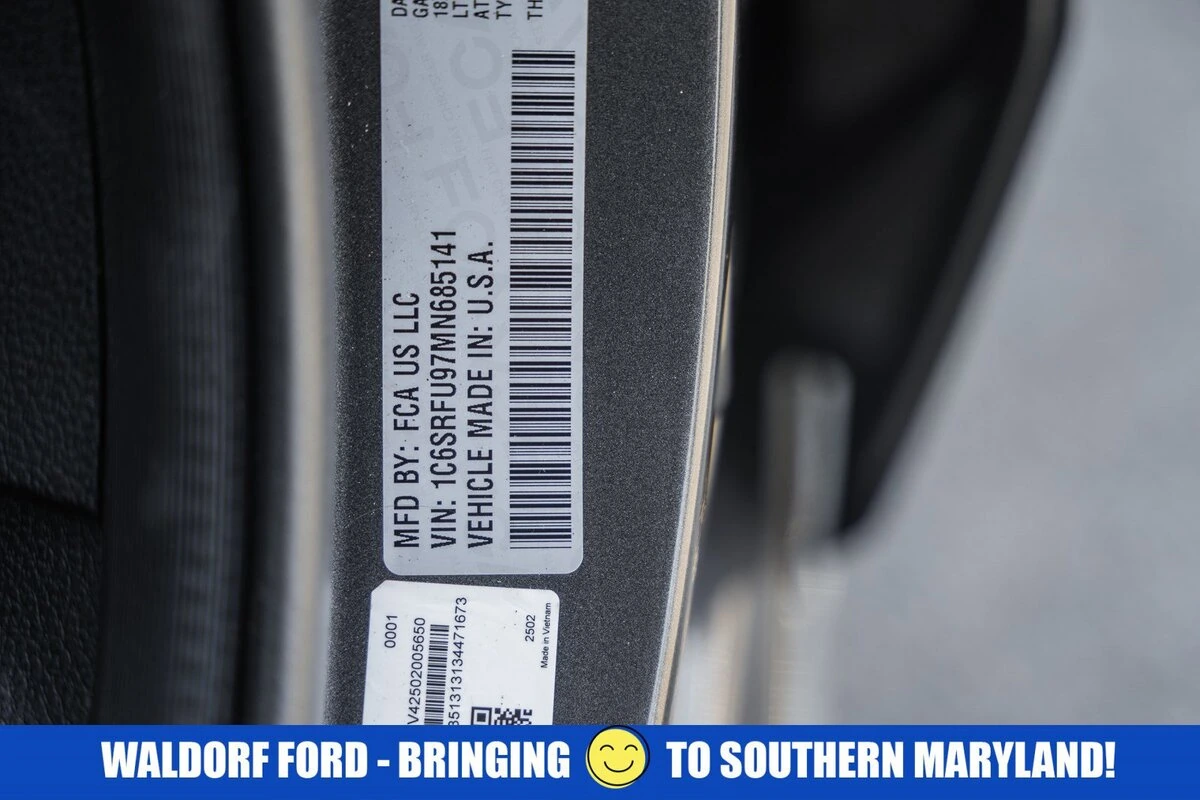 MFD BY: FCA US LLC
VIN: 1C6SRFU97MN685141
VEHICLE MADE IN: U.S.A.
0001
V42502005650
2502
Made in Vietnam
WALDORF FORD - BRINGING TO SOUTHERN MARYLAND!